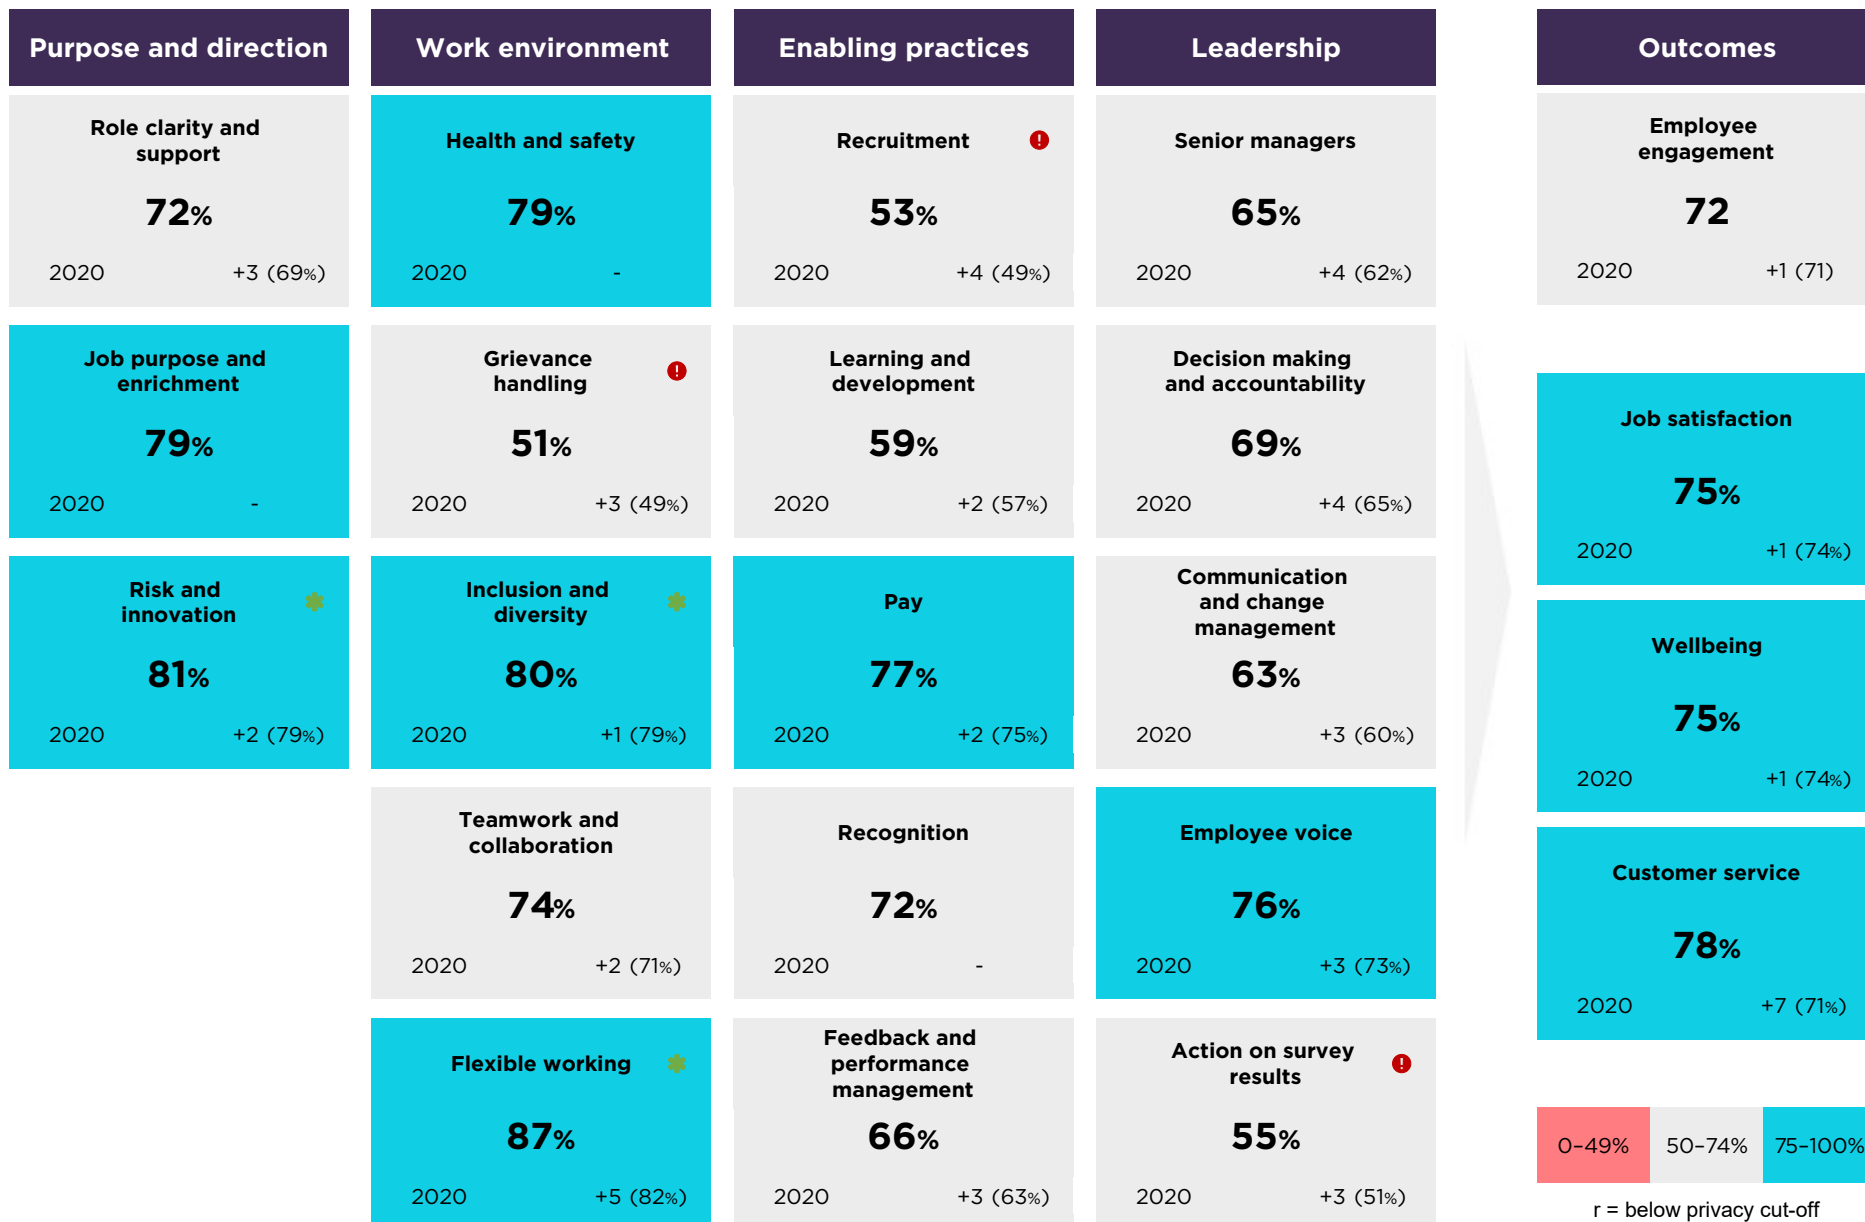 Purpose and direction
Role clarity and
support
72%
2020 +3 (69%)
Job purpose and
enrichment
79%
2020 -
Risk and
innovation
81%
2020 +2 (79%)
Work environment
Health and safety
79%
2020 -
Grievance
handling
51%
2020 +3 (49%)
Inclusion and
diversity
80%
2020 +1 (79%)
Teamwork and
collaboration
74%
2020 +2 (71%)
Flexible working
87%
2020 +5 (82%)
Enabling practices
Recruitment
53%
2020 +4 (49%)
Learning and
development
59%
2020 +2 (57%)
Pay
77%
2020 +2 (75%)
Recognition
72%
2020 -
Feedback and
performance
management
66%
2020 +3 (63%)
Leadership
Senior managers
65%
2020 +4 (62%)
Decision making
and accountability
69%
2020 +4 (65%)
Communication
and change
management
63%
2020 +3 (60%)
Employee voice
76%
2020 +3 (73%)
Action on survey
results
55%
2020 +3 (51%)
Outcomes
Employee
engagement
72
2020 +1 (71)
Job satisfaction
75%
2020 +1 (74%)
Wellbeing
75%
2020 +1 (74%)
Customer service
78%
2020 +7 (71%)
0–49% 50–74% 75–100%
r = below privacy cut-off